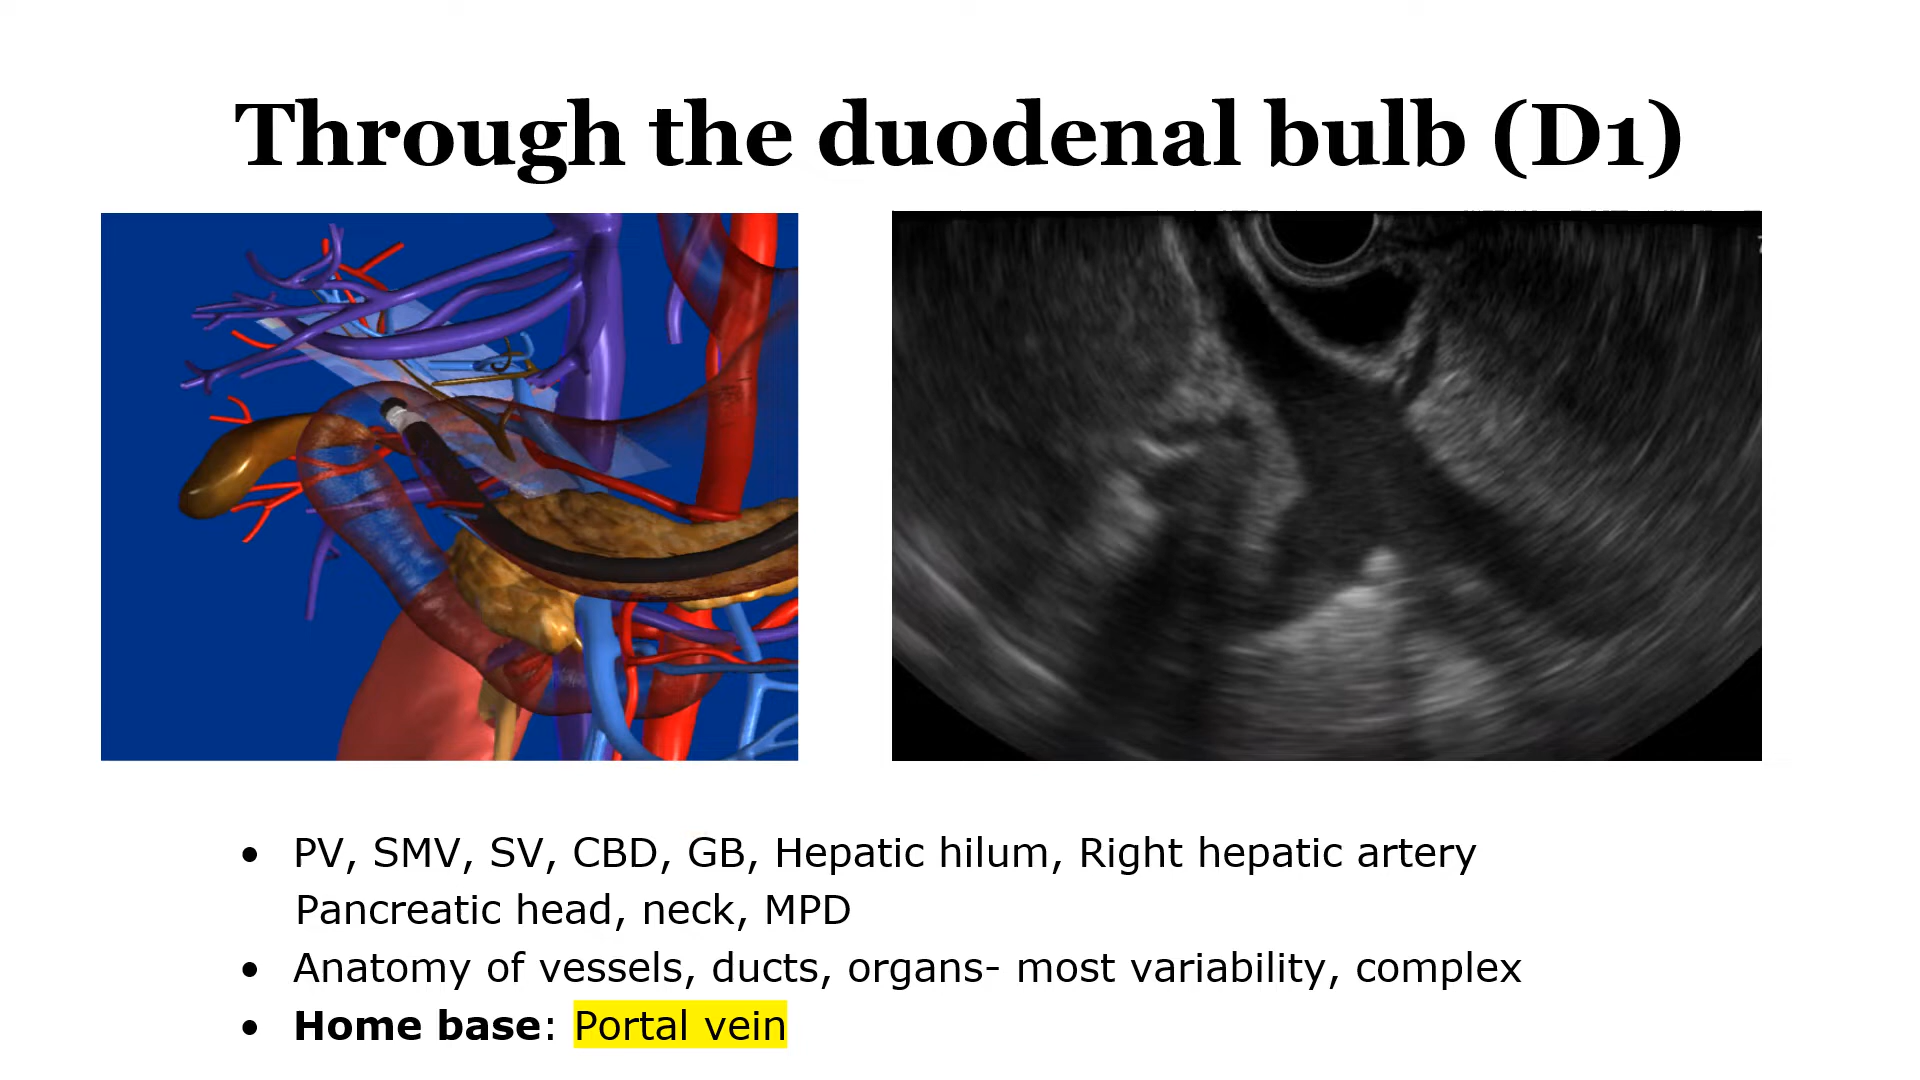 Through the duodenal bulb (D1)
• PV, SMV, SV, CBD, GB, Hepatic hilum, Right hepatic artery
Pancreatic head, neck, MPD
• Anatomy of vessels, ducts, organs- most variability, complex
• Home base: Portal vein